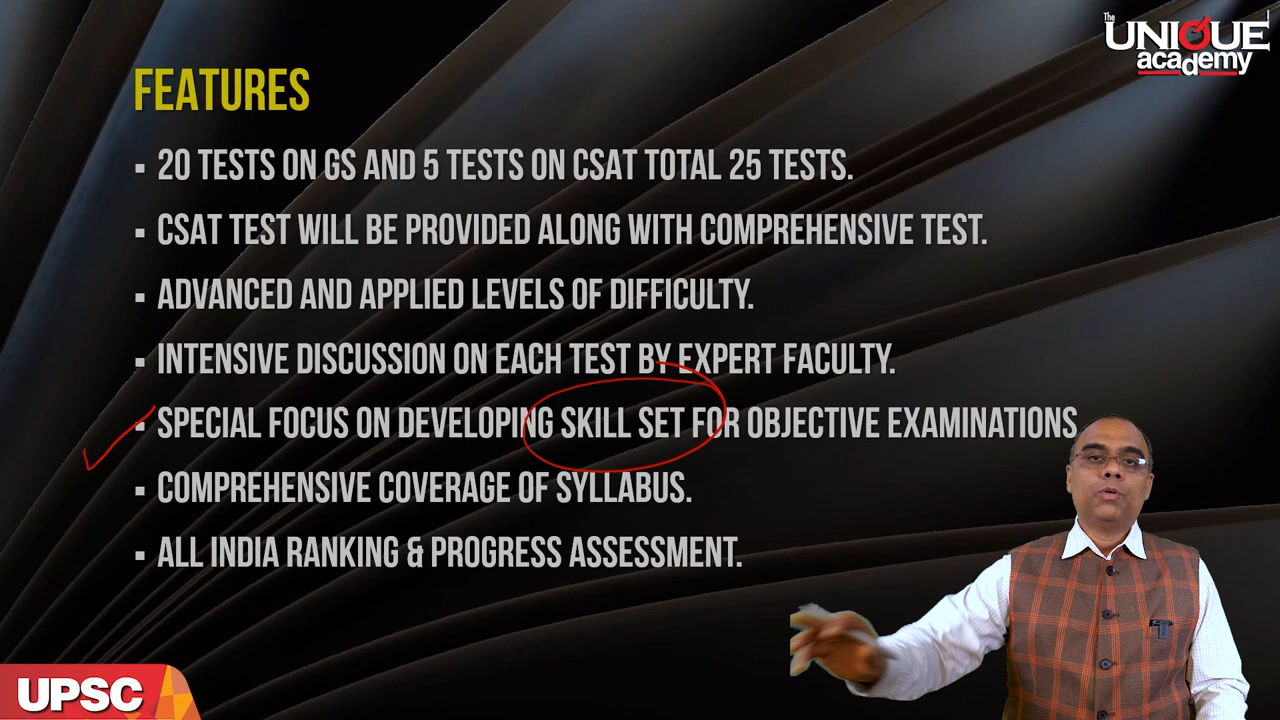 The
UNIQUE
academy
FEATURES
▪ 20 TESTS ON GS AND 5 TESTS ON CSAT TOTAL 25 TESTS.
▪ CSAT TEST WILL BE PROVIDED ALONG WITH COMPREHENSIVE TEST.
▪ ADVANCED AND APPLIED LEVELS OF DIFFICULTY.
▪ INTENSIVE DISCUSSION ON EACH TEST BY EXPERT FACULTY.
▪ SPECIAL FOCUS ON DEVELOPING SKILL SET FOR OBJECTIVE EXAMINATIONS
▪ COMPREHENSIVE COVERAGE OF SYLLABUS.
▪ ALL INDIA RANKING & PROGRESS ASSESSMENT.
UPSC